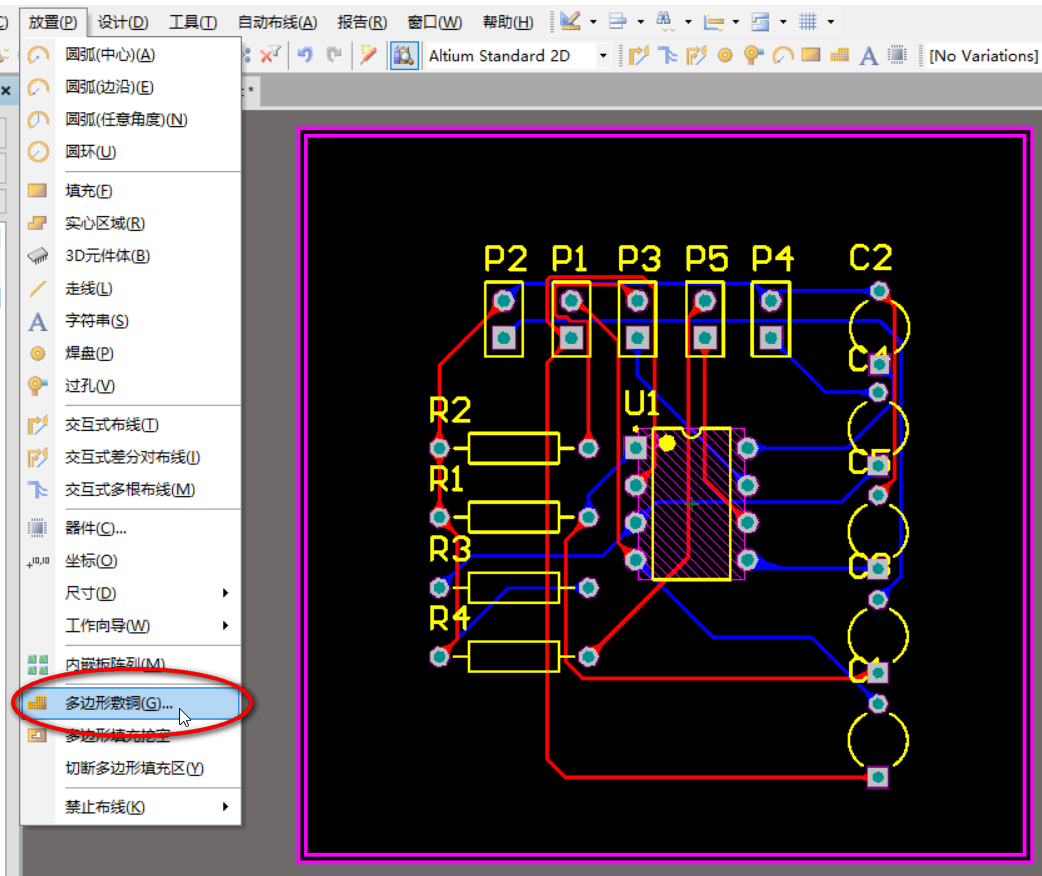 C)
放置(P) 设计(D) 工具(T) 自动布线(A) 报告(R) 窗口(W) 帮助(H)
Altium Standard 2D
[No Variations]
圆弧(中心)(A)
圆弧(边沿)(E)
圆弧(任意角度)(N)
圆环(U)
填充(F)
实心区域(R)
3D元件体(B)
走线(L)
字符串(S)
焊盘(P)
过孔(V)
交互式布线(T)
交互式差分对布线(I)
交互式多根布线(M)
器件(C)...
坐标(O)
尺寸(D)
工作向导(W)
内嵌板阵列(M)
多边形敷铜(G)...
多边形填充挖空
切断多边形填充区(Y)
禁止布线(K)
P2 P1 P3 P5 P4 C2
C4
R2 U1
R1 C5
R3 C3
R4
C1